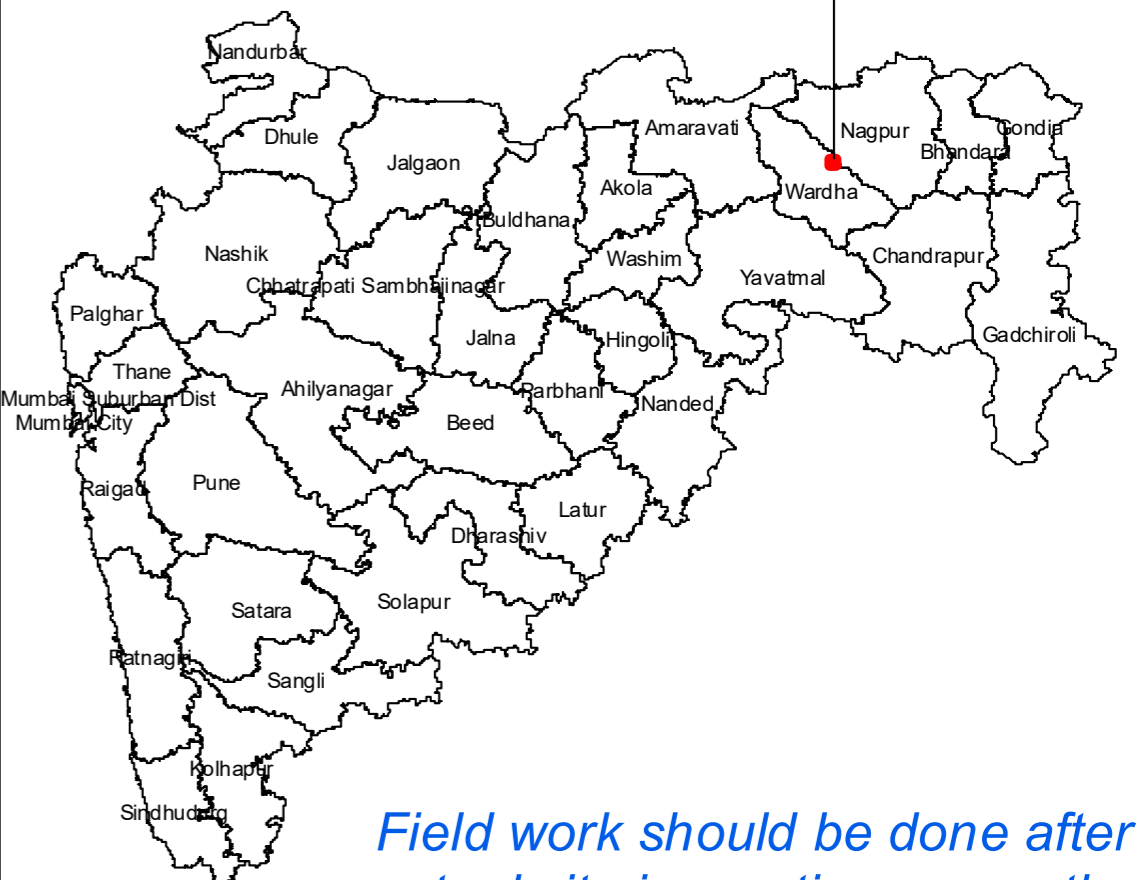 Nandurbar
Dhule
Jalgaon
Amaravati
Nagpur
Gondia
Bhandara
Akola
Wardha
Buldhana
Nashik
Washim
Chandrapur
Yavatmal
Chhatrapati Sambhajinagar
Palghar
Jalna
Hingoli
Gadchiroli
Thane
Ahilyanagar
Parbhani
Mumbai Suburban Dist
Nanded
Mumbai City
Beed
Pune
Raigad
Latur
Dharashiv
Solapur
Satara
Ratnagiri
Sangli
Kolhapur
Sindhudurg
Field work should be done after